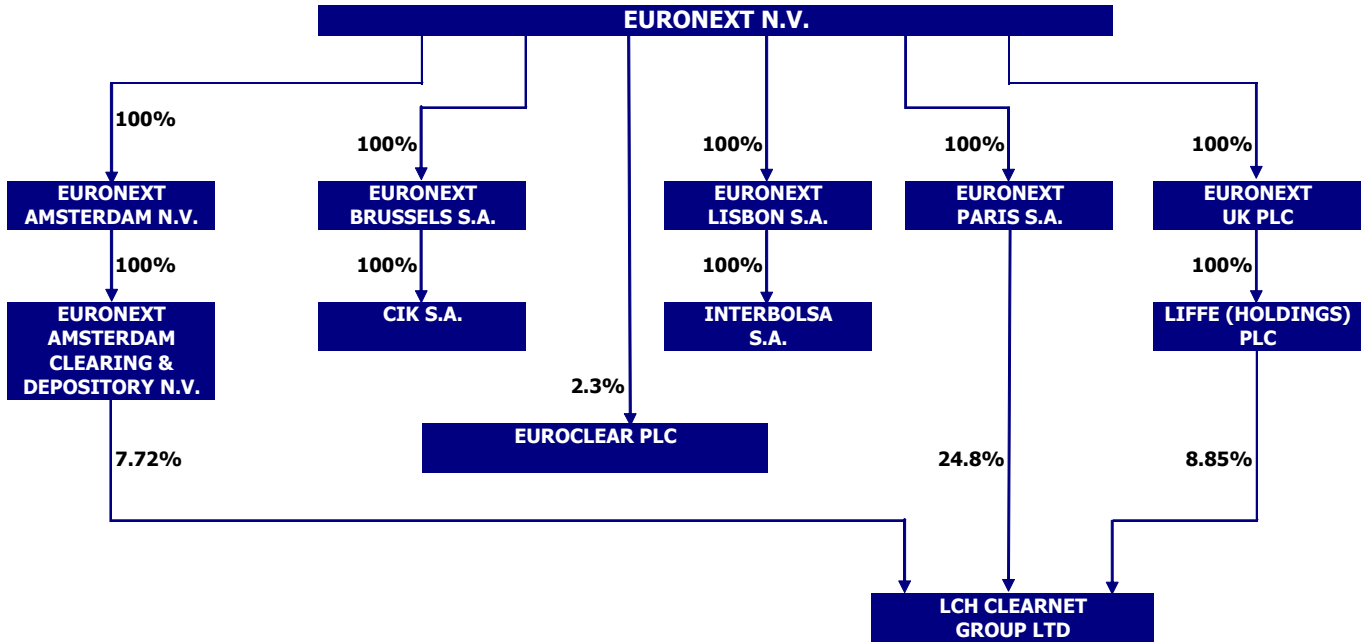 EURONEXT N.V.
100%
100%
100%
100%
100%
EURONEXT
AMSTERDAM N.V.
EURONEXT
BRUSSELS S.A.
EURONEXT
LISBON S.A.
EURONEXT
PARIS S.A.
EURONEXT
UK PLC
100%
100%
100%
100%
EURONEXT
AMSTERDAM
CLEARING &
DEPOSITORY N.V.
CIK S.A.
INTERBOLSA
S.A.
LIFFE (HOLDINGS)
PLC
2.3%
EUROCLEAR PLC
7.72%
24.8%
8.85%
LCH CLEARNET
GROUP LTD